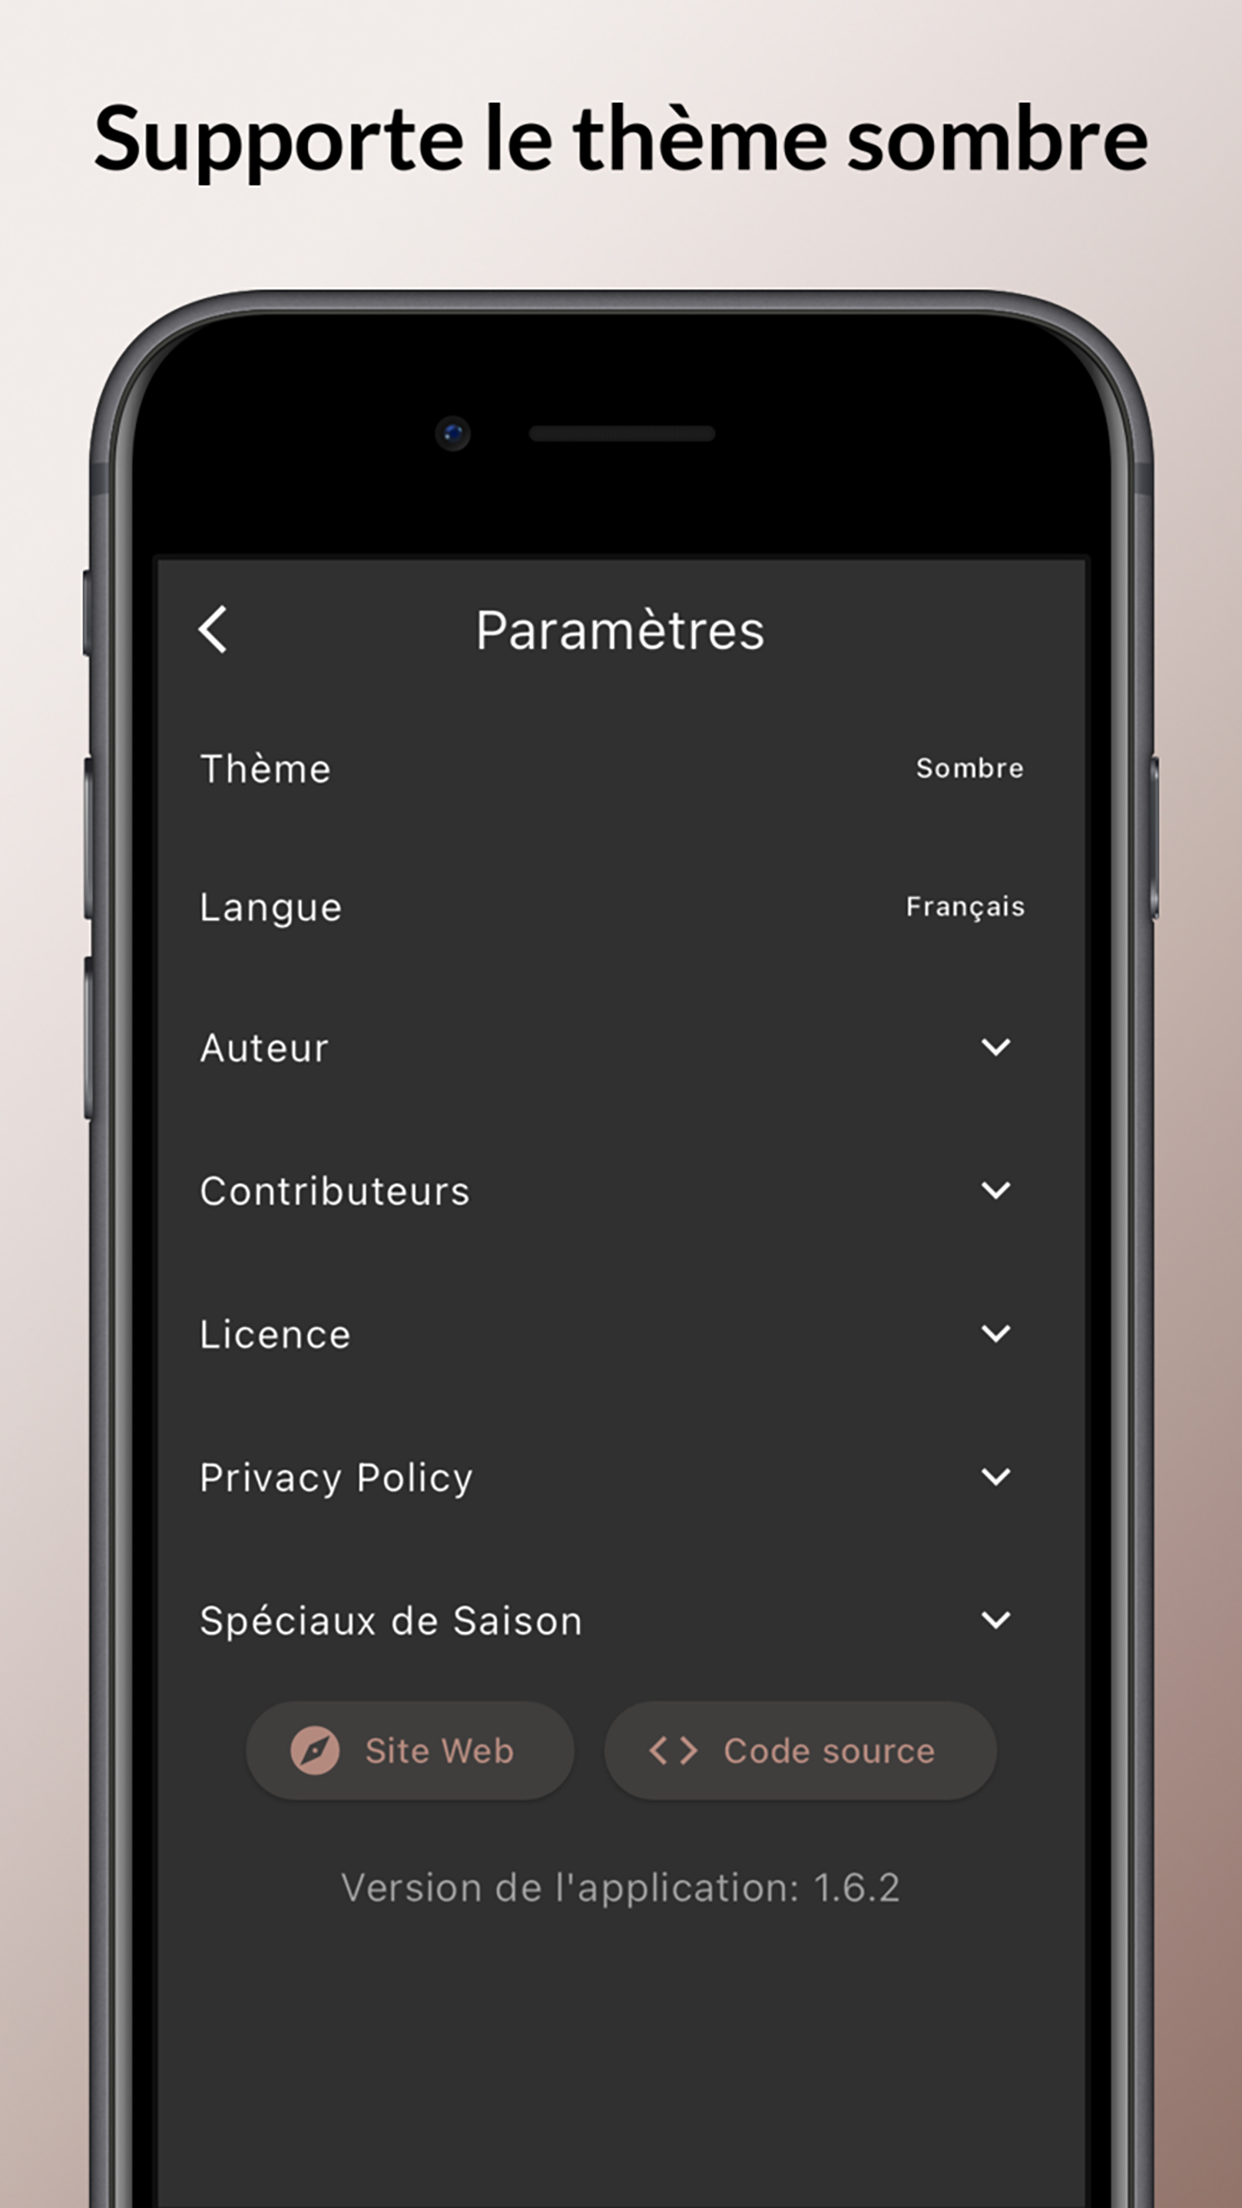 Supporte le thème sombre
Paramètres
Thème Sombre
Langue Français
Auteur
Contributeurs
Licence
Privacy Policy
Spéciaux de Saison
Site Web Code source
Version de l'application: 1.6.2